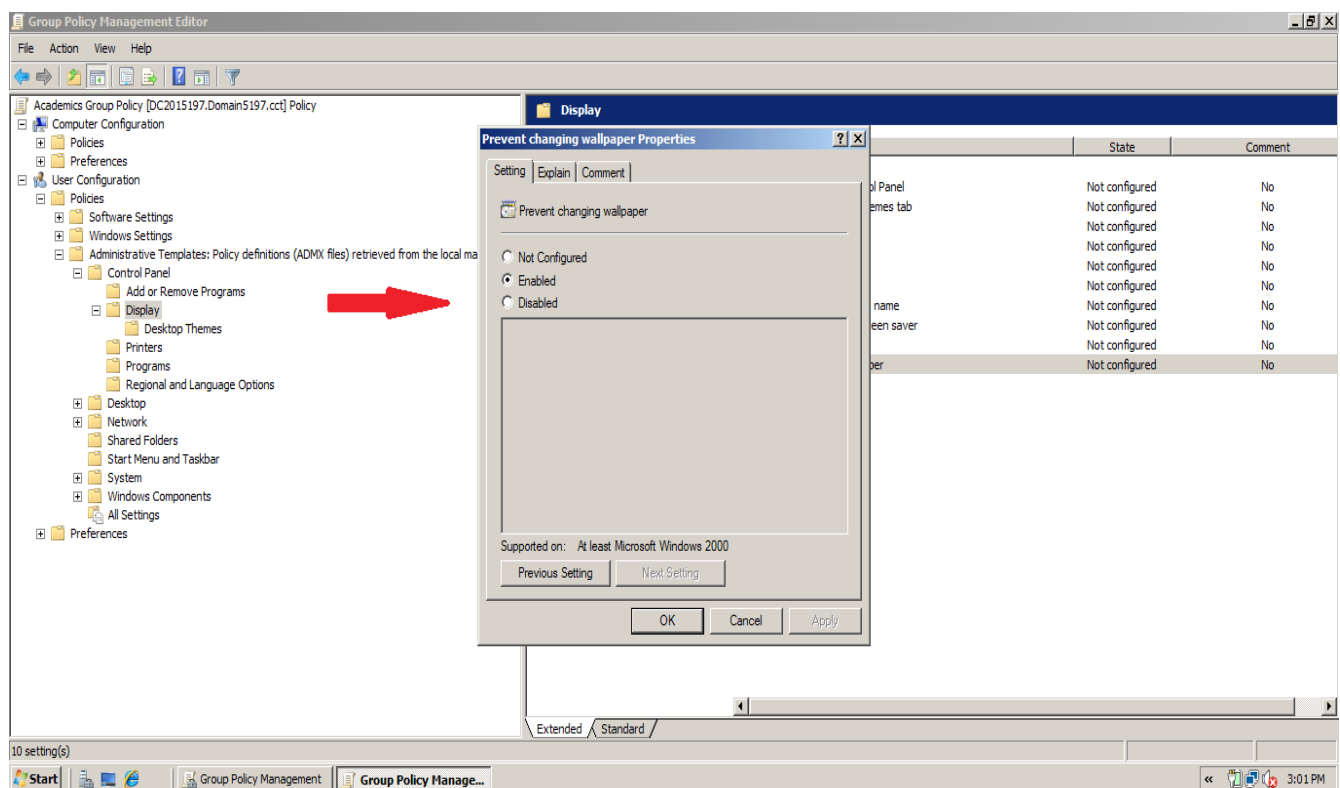 Group Policy Management Editor
File Action View Help
Academics Group Policy [DC2015197.Domain5197.cct] Policy
Computer Configuration
Policies
Preferences
User Configuration
Policies
Software Settings
Windows Settings
Administrative Templates: Policy definitions (ADMX files) retrieved from the local ma
Control Panel
Add or Remove Programs
Display
Desktop Themes
Printers
Programs
Regional and Language Options
Desktop
Network
Shared Folders
Start Menu and Taskbar
System
Windows Components
All Settings
Preferences
Display
State Comment
ol Panel Not configured No
emes tab Not configured No
Not configured No
Not configured No
Not configured No
Not configured No
name Not configured No
een saver Not configured No
Not configured No
per Not configured No
Prevent changing wallpaper Properties
Setting Explain Comment
Prevent changing wallpaper
Not Configured
Enabled
Disabled
Supported on: At least Microsoft Windows 2000
Previous Setting Next Setting
OK Cancel Apply
Extended Standard
10 setting(s)
Start Group Policy Management Group Policy Manage... « 3:01 PM